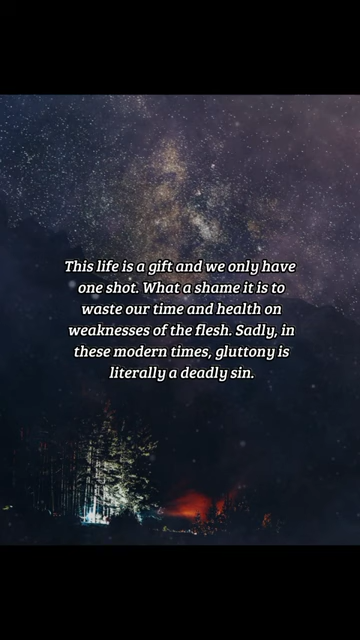 This life is a gift and we only have
one shot. What a shame it is to
waste our time and health on
weaknesses of the flesh. Sadly, in
these modern times, gluttony is
literally a deadly sin.